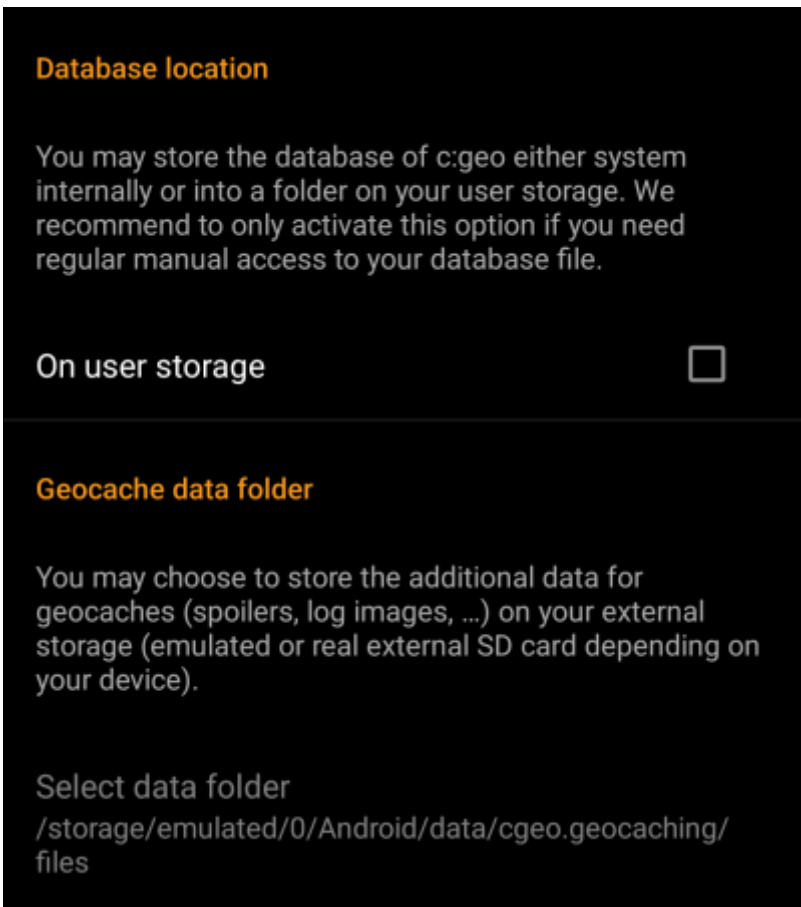 Database location
You may store the database of c:geo either system
internally or into a folder on your user storage. We
recommend to only activate this option if you need
regular manual access to your database file.
On user storage
Geocache data folder
You may choose to store the additional data for
geocaches (spoilers, log images, …) on your external
storage (emulated or real external SD card depending on
your device).
Select data folder
/storage/emulated/0/Android/data/cgeo.geocaching/
files